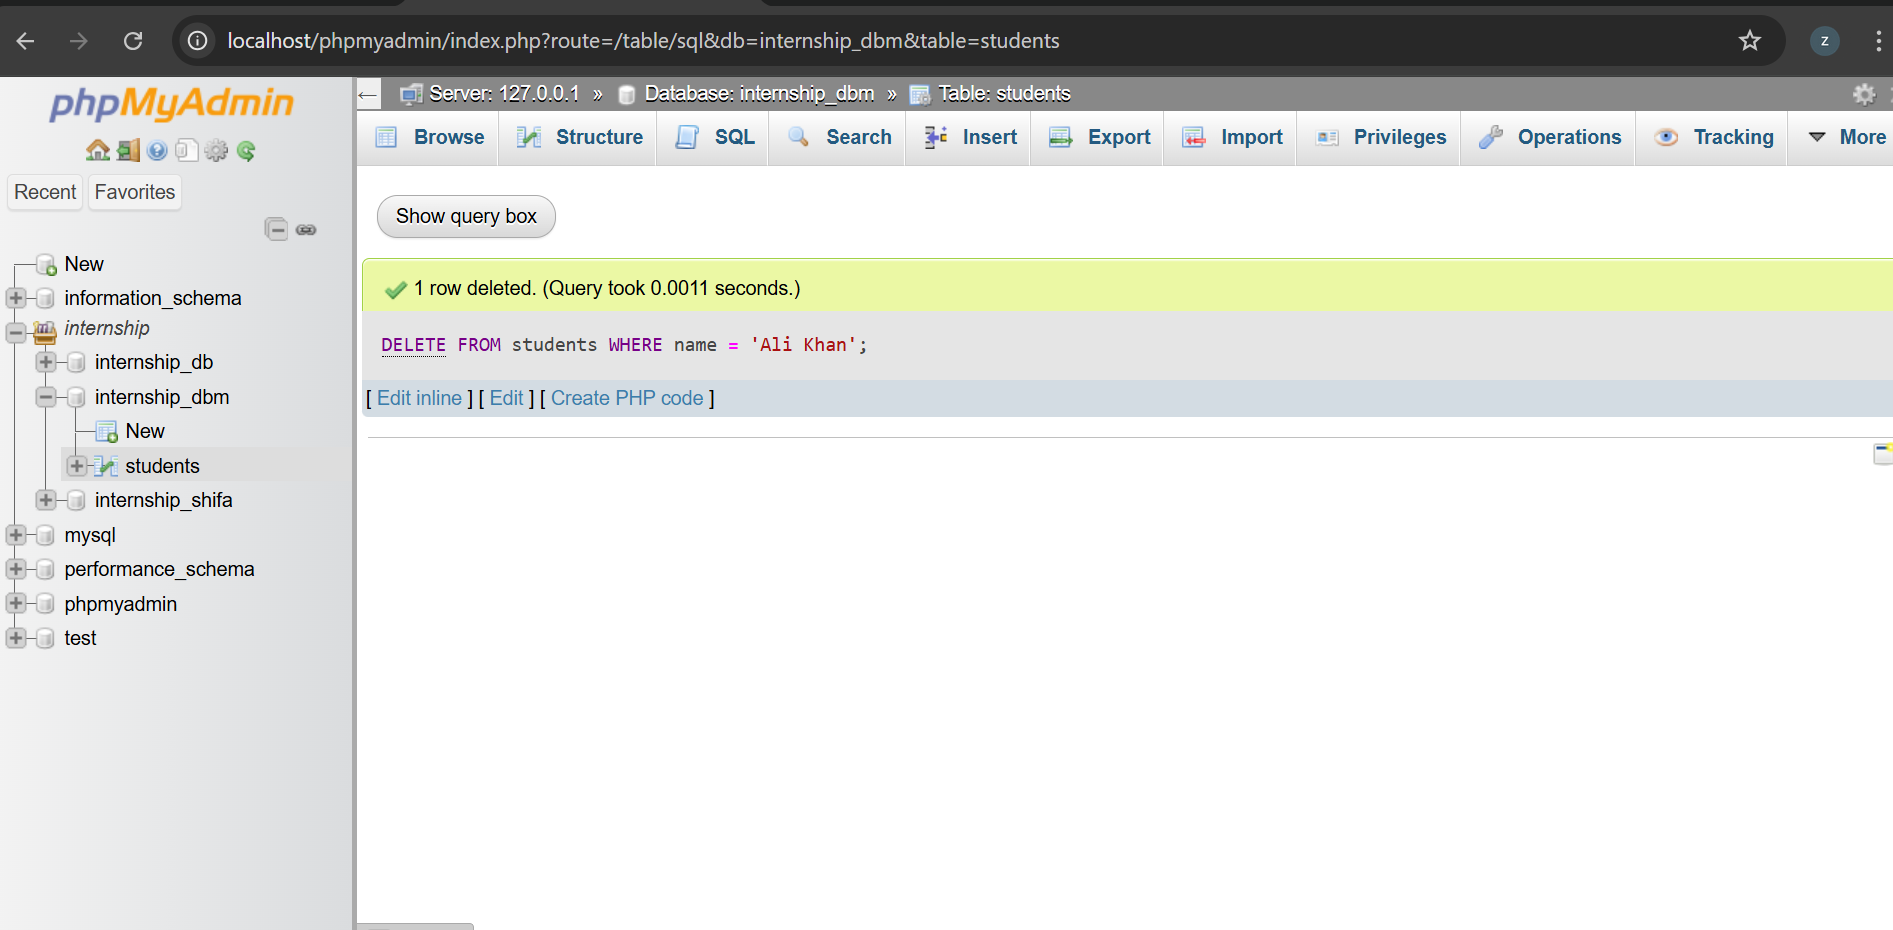 localhost/phpmyadmin/index.php?route=/table/sql&db=internship_dbm&table=students
z
phpMyAdmin
Recent Favorites
New
information_schema
internship
internship_db
internship_dbm
New
students
internship_shifa
mysql
performance_schema
phpmyadmin
test
Server: 127.0.0.1 » Database: internship_dbm » Table: students
Browse Structure SQL Search Insert Export Import Privileges Operations Tracking More
Show query box
1 row deleted. (Query took 0.0011 seconds.)
DELETE FROM students WHERE name = 'Ali Khan';
[ Edit inline ] [ Edit ] [ Create PHP code ]